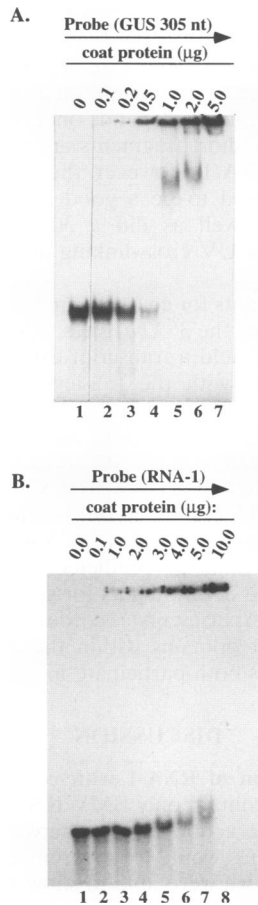 A.
Probe (GUS 305 nt)
coat protein (µg)
0 0.1 0.2 0.5 1.0 2.0 5.0
1 2 3 4 5 6 7
B.
Probe (RNA-1)
coat protein (µg):
0.0 0.1 1.0 2.0 3.0 4.0 5.0 10.0
1 2 3 4 5 6 7 8